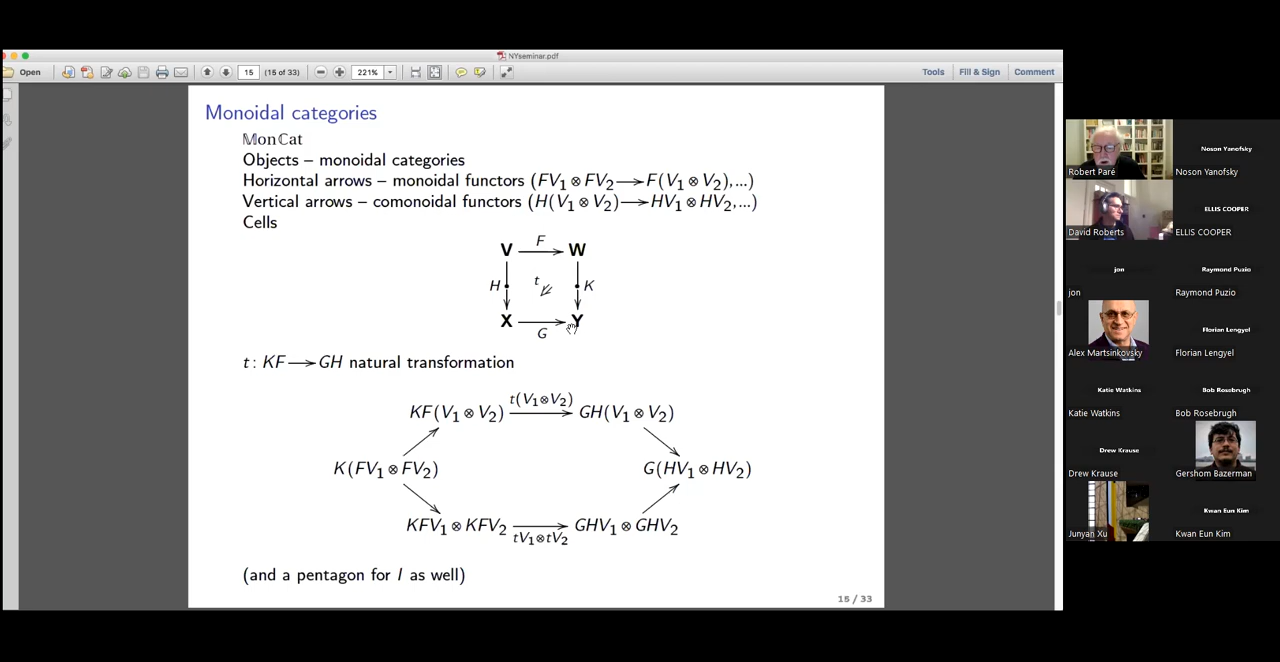 NYseminar.pdf
Open
15
(15 of 33)
221%
Tools
Fill & Sign
Comment
Monoidal categories
𝕄on𝐶at
Objects – monoidal categories
Horizontal arrows – monoidal functors (FV₁ ⊗ FV₂ ⟶ F(V₁ ⊗ V₂),...)
Vertical arrows – comonoidal functors (H(V₁ ⊗ V₂) ⟶ HV₁ ⊗ HV₂,...)
Cells
F
V W
H t K
X Y
G
t: KF ⟶ GH natural transformation
t(V₁⊗V₂)
KF(V₁ ⊗ V₂) GH(V₁ ⊗ V₂)
K(FV₁ ⊗ FV₂) G(HV₁ ⊗ HV₂)
KFV₁ ⊗ KFV₂ GHV₁ ⊗ GHV₂
tV₁⊗tV₂
(and a pentagon for I as well)
15 / 33
Robert Paré
Noson Yanofsky
Noson Yanofsky
David Roberts
ELLIS COOPER
ELLIS COOPER
jon
jon
Raymond Puzio
Raymond Puzio
Alex Martsinkovsky
Florian Lengyel
Florian Lengyel
Katie Watkins
Katie Watkins
Bob Rosebrugh
Bob Rosebrugh
Drew Krause
Drew Krause
Gershom Bazerman
Junyan Xu
Kwan Eun Kim
Kwan Eun Kim